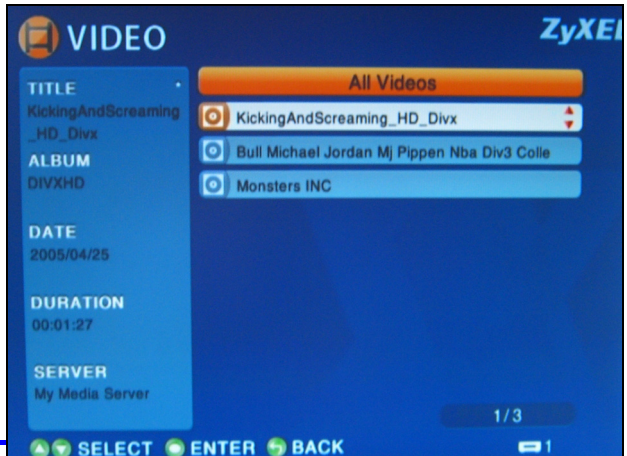 VIDEO
ZyXEL
TITLE
KickingAndScreaming
_HD_Divx
ALBUM
DIVXHD
DATE
2005/04/25
DURATION
00:01:27
SERVER
My Media Server
All Videos
KickingAndScreaming_HD_Divx
Bull Michael Jordan Mj Pippen Nba Div3 Colle
Monsters INC
1/3
SELECT ENTER BACK
1